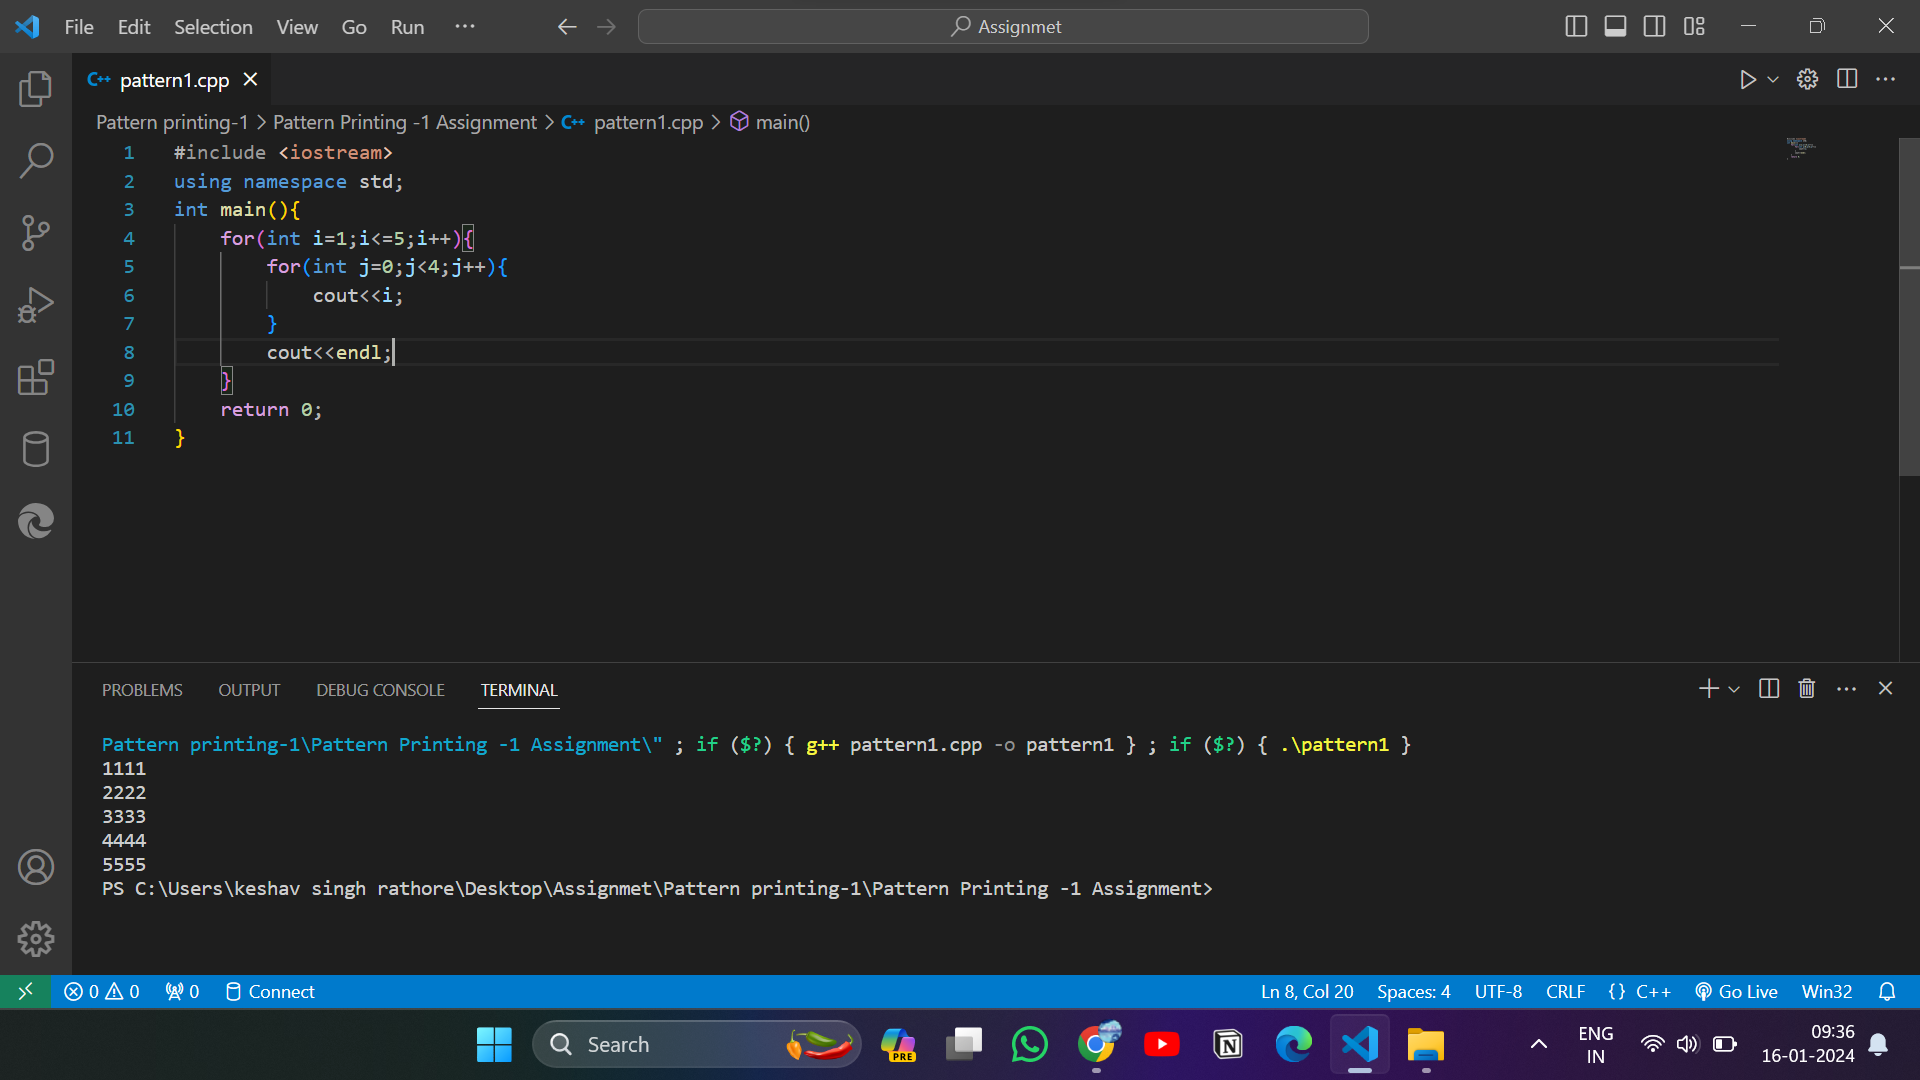 File Edit Selection View Go Run ··· Assignmet
C++ pattern1.cpp
Pattern printing-1 > Pattern Printing -1 Assignment > C++ pattern1.cpp > main()
1 #include <iostream>
2 using namespace std;
3 int main(){
4     for(int i=1;i<=5;i++){
5         for(int j=0;j<4;j++){
6             cout<<i;
7         }
8         cout<<endl;
9     }
10     return 0;
11 }
PROBLEMS OUTPUT DEBUG CONSOLE TERMINAL
Pattern printing-1\Pattern Printing -1 Assignment\" ; if ($?) { g++ pattern1.cpp -o pattern1 } ; if ($?) { .\pattern1 }
1111
2222
3333
4444
5555
PS C:\Users\keshav singh rathore\Desktop\Assignmet\Pattern printing-1\Pattern Printing -1 Assignment>
0 0 0 Connect Ln 8, Col 20 Spaces: 4 UTF-8 CRLF {} C++ Go Live Win32
Search PRE ENG 09:36
IN 16-01-2024